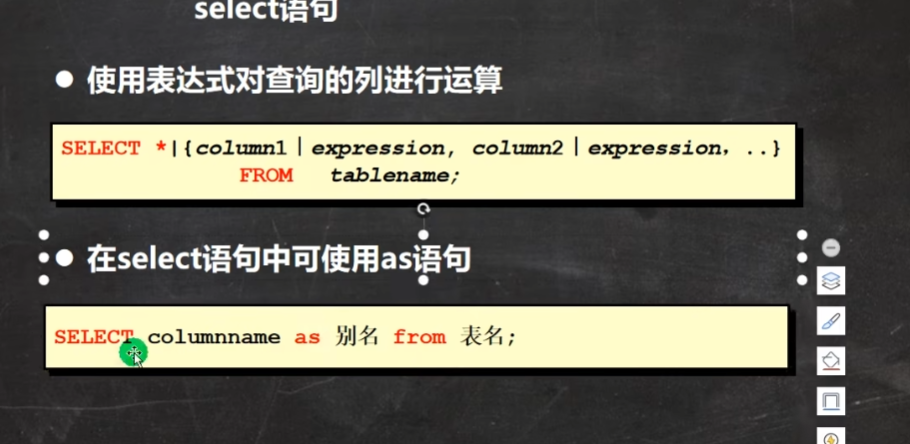 select语句
● 使用表达式对查询的列进行运算
SELECT *|{column1|expression, column2|expression, ..}
FROM tablename;
● 在select语句中可使用as语句
SELECT columnname as 别名 from 表名;